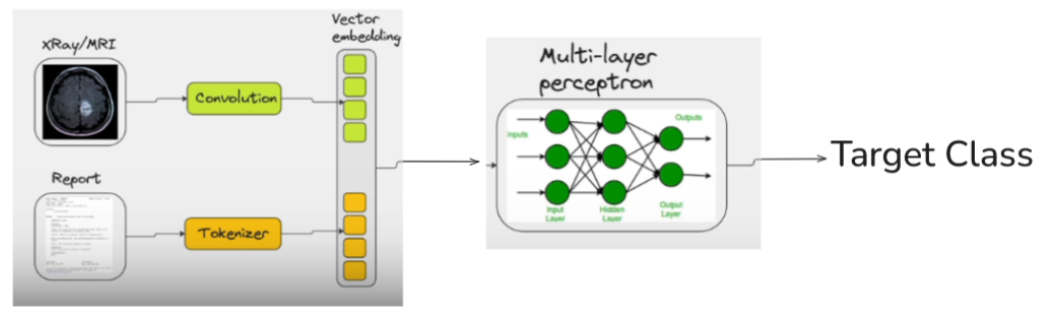 Vector
embedding
xRay/MRI
Convolution
Report
Tokenizer
Multi-layer
perceptron
Inputs
Outputs
Input
Layer
Hidden
Layer
Output
Layer
Target Class